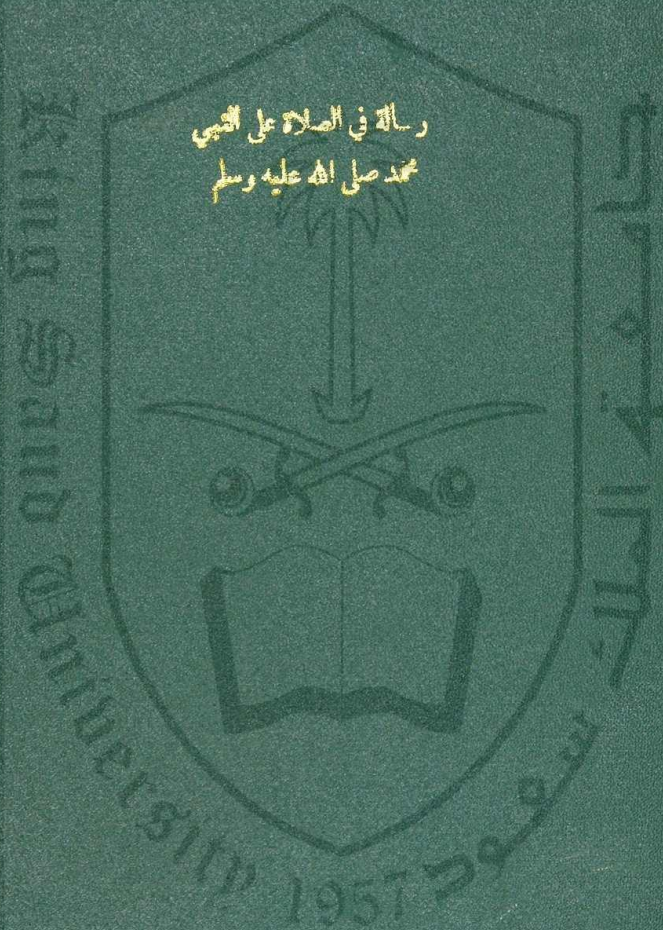 رسالة في الصلاة على النبي
محمد صلى الله عليه وسلم
King Saud University
1957
جامعة الملك سعود